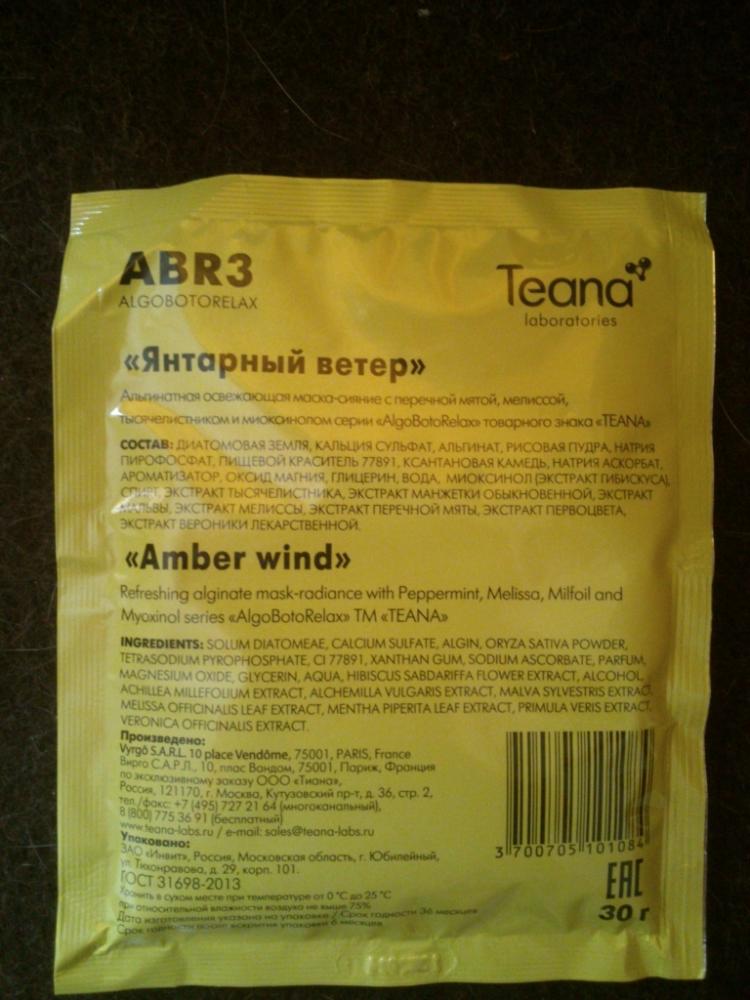 ABR3
ALGOBOTORELAX
Teana
laboratories
«Янтарный ветер»
Альгинатная освежающая маска-сияние с перечной мятой, мелиссой,
тысячелистником и миоксинолом серии «AlgoBotoRelax» товарного знака «TEANA»
СОСТАВ: ДИАТОМОВАЯ ЗЕМЛЯ, КАЛЬЦИЯ СУЛЬФАТ, АЛЬГИНАТ, РИСОВАЯ ПУДРА, НАТРИЯ
ПИРОФОСФАТ, ПИЩЕВОЙ КРАСИТЕЛЬ 77891, КСАНТАНОВАЯ КАМЕДЬ, НАТРИЯ АСКОРБАТ,
АРОМАТИЗАТОР, ОКСИД МАГНИЯ, ГЛИЦЕРИН, ВОДА, МИОКСИНОЛ (ЭКСТРАКТ ГИБИСКУСА),
СПИРТ, ЭКСТРАКТ ТЫСЯЧЕЛИСТНИКА, ЭКСТРАКТ МАНЖЕТКИ ОБЫКНОВЕННОЙ, ЭКСТРАКТ
МАЛЬВЫ, ЭКСТРАКТ МЕЛИССЫ, ЭКСТРАКТ ПЕРЕЧНОЙ МЯТЫ, ЭКСТРАКТ ПЕРВОЦВЕТА,
ЭКСТРАКТ ВЕРОНИКИ ЛЕКАРСТВЕННОЙ.
«Amber wind»
Refreshing alginate mask-radiance with Peppermint, Melissa, Milfoil and
Myoxinol series «AlgoBotoRelax» TM «TEANA»
INGREDIENTS: SOLUM DIATOMEAE, CALCIUM SULFATE, ALGIN, ORYZA SATIVA POWDER,
TETRASODIUM PYROPHOSPHATE, CI 77891, XANTHAN GUM, SODIUM ASCORBATE, PARFUM,
MAGNESIUM OXIDE, GLYCERIN, AQUA, HIBISCUS SABDARIFFA FLOWER EXTRACT, ALCOHOL,
ACHILLEA MILLEFOLIUM EXTRACT, ALCHEMILLA VULGARIS EXTRACT, MALVA SYLVESTRIS EXTRACT,
MELISSA OFFICINALIS LEAF EXTRACT, MENTHA PIPERITA LEAF EXTRACT, PRIMULA VERIS EXTRACT,
VERONICA OFFICINALIS EXTRACT.
Произведено:
Vyrgô S.A.R.L. 10 place Vendôme, 75001, PARIS, France
Вирго С.А.Р.Л., 10, плас Вандом, 75001, Париж, Франция
по эксклюзивному заказу ООО «Тиана»,
Россия, 121170, г. Москва, Кутузовский пр-т, д. 36, стр. 2,
тел./факс: +7 (495) 727 21 64 (многоканальный),
8 (800) 775 36 91 (бесплатный)
www.teana-labs.ru / e-mail: sales@teana-labs.ru
Упаковано:
ЗАО «Инвит», Россия, Московская область, г. Юбилейный,
ул. Тихонравова, д. 29, корп. 101.
ГОСТ 31698-2013
Хранить в сухом месте при температуре от 0 °С до 25 °С
при относительной влажности воздуха не выше 75%
Дата изготовления указана на упаковке / Срок годности 36 месяцев
Срок годности после вскрытия упаковки 6 месяцев
3 700705 101084
EAC
30 г